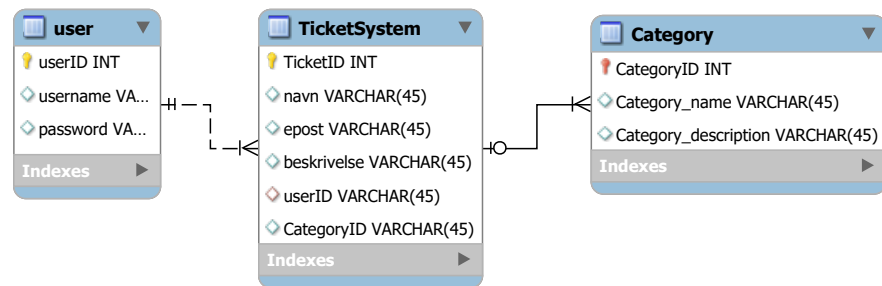 user
userID INT
username VA...
password VA...
Indexes
TicketSystem
TicketID INT
navn VARCHAR(45)
epost VARCHAR(45)
beskrivelse VARCHAR(45)
userID VARCHAR(45)
CategoryID VARCHAR(45)
Indexes
Category
CategoryID INT
Category_name VARCHAR(45)
Category_description VARCHAR(45)
Indexes